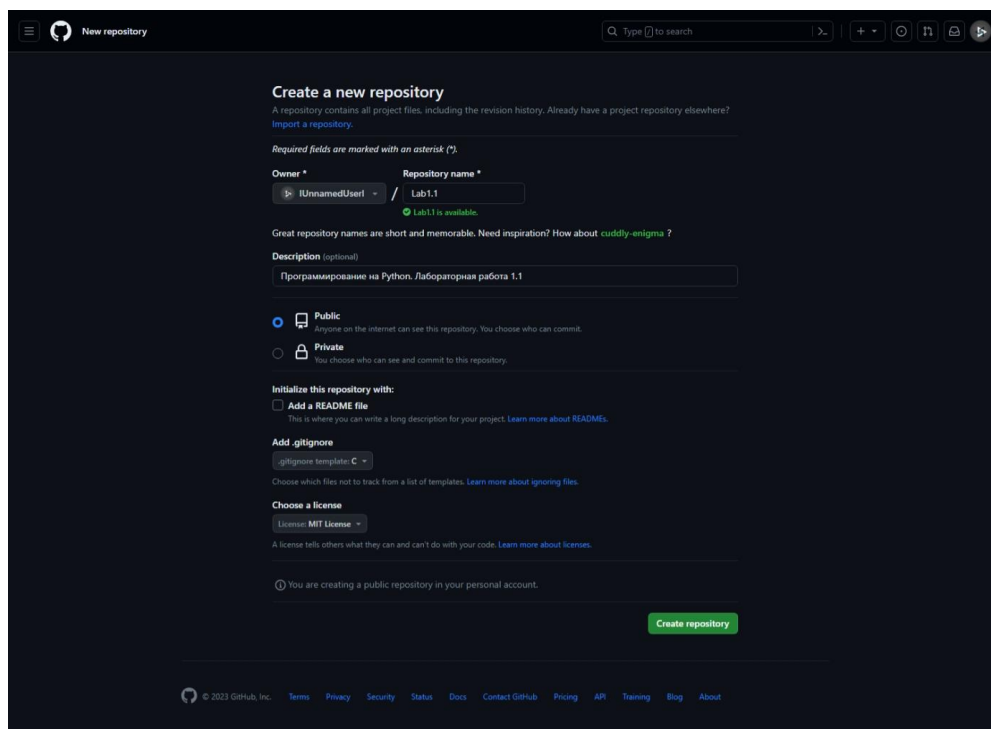 New repository
Type / to search
Create a new repository
A repository contains all project files, including the revision history. Already have a project repository elsewhere?
Import a repository.
Required fields are marked with an asterisk (*).
Owner * Repository name *
IUnnamedUserI / Lab1.1
Lab1.1 is available.
Great repository names are short and memorable. Need inspiration? How about cuddly-enigma ?
Description (optional)
Программирование на Python. Лабораторная работа 1.1
Public
Anyone on the internet can see this repository. You choose who can commit.
Private
You choose who can see and commit to this repository.
Initialize this repository with:
Add a README file
This is where you can write a long description for your project. Learn more about READMEs.
Add .gitignore
.gitignore template: C
Choose which files not to track from a list of templates. Learn more about ignoring files.
Choose a license
License: MIT License
A license tells others what they can and can't do with your code. Learn more about licenses.
You are creating a public repository in your personal account.
Create repository
© 2023 GitHub, Inc. Terms Privacy Security Status Docs Contact GitHub Pricing API Training Blog About